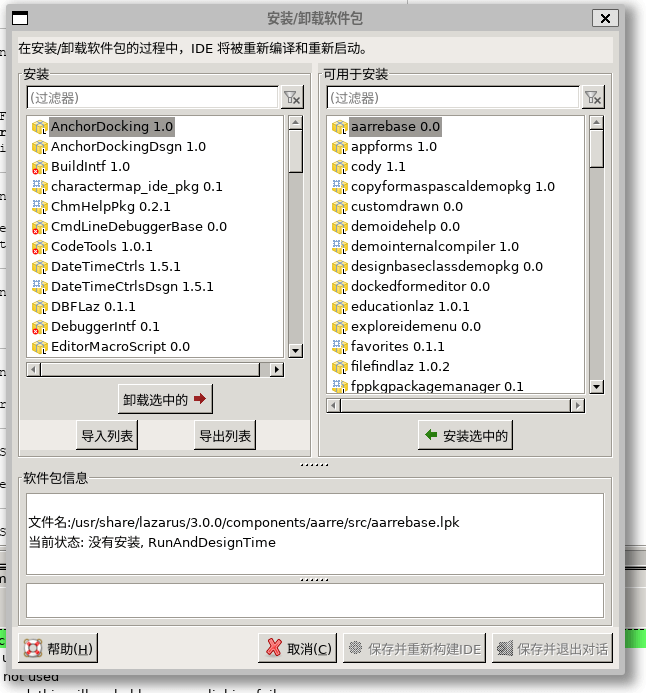 安装/卸载软件包
在安装/卸载软件包的过程中，IDE 将被重新编译和重新启动。
安装
(过滤器)
AnchorDocking 1.0
AnchorDockingDsgn 1.0
BuildIntf 1.0
charactermap_ide_pkg 0.1
ChmHelpPkg 0.2.1
CmdLineDebuggerBase 0.0
CodeTools 1.0.1
DateTimeCtrls 1.5.1
DateTimeCtrlsDsgn 1.5.1
DBFLaz 0.1.1
DebuggerIntf 0.1
EditorMacroScript 0.0
卸载选中的
导入列表
导出列表
可用于安装
(过滤器)
aarrebase 0.0
appforms 1.0
cody 1.1
copyformaspascaldemopkg 1.0
customdrawn 0.0
demoidehelp 0.0
demointernalcompiler 1.0
designbaseclassdemopkg 0.0
dockedformeditor 0.0
educationlaz 1.0.1
exploreidemenu 0.0
favorites 0.1.1
filefindlaz 1.0.2
fppkgpackagemanager 0.1
安装选中的
软件包信息
文件名:/usr/share/lazarus/3.0.0/components/aarre/src/aarrebase.lpk
当前状态: 没有安装, RunAndDesignTime
帮助(H)
取消(C)
保存并重新构建IDE
保存并退出对话
not used